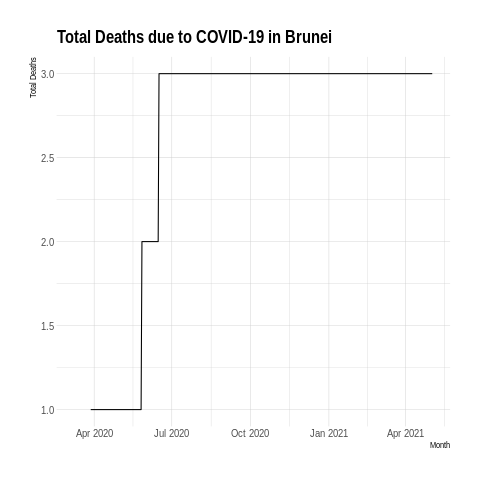 Total Deaths due to COVID-19 in Brunei
Total Deaths
3.0
2.5
2.0
1.5
1.0
Apr 2020 Jul 2020 Oct 2020 Jan 2021 Apr 2021
Month